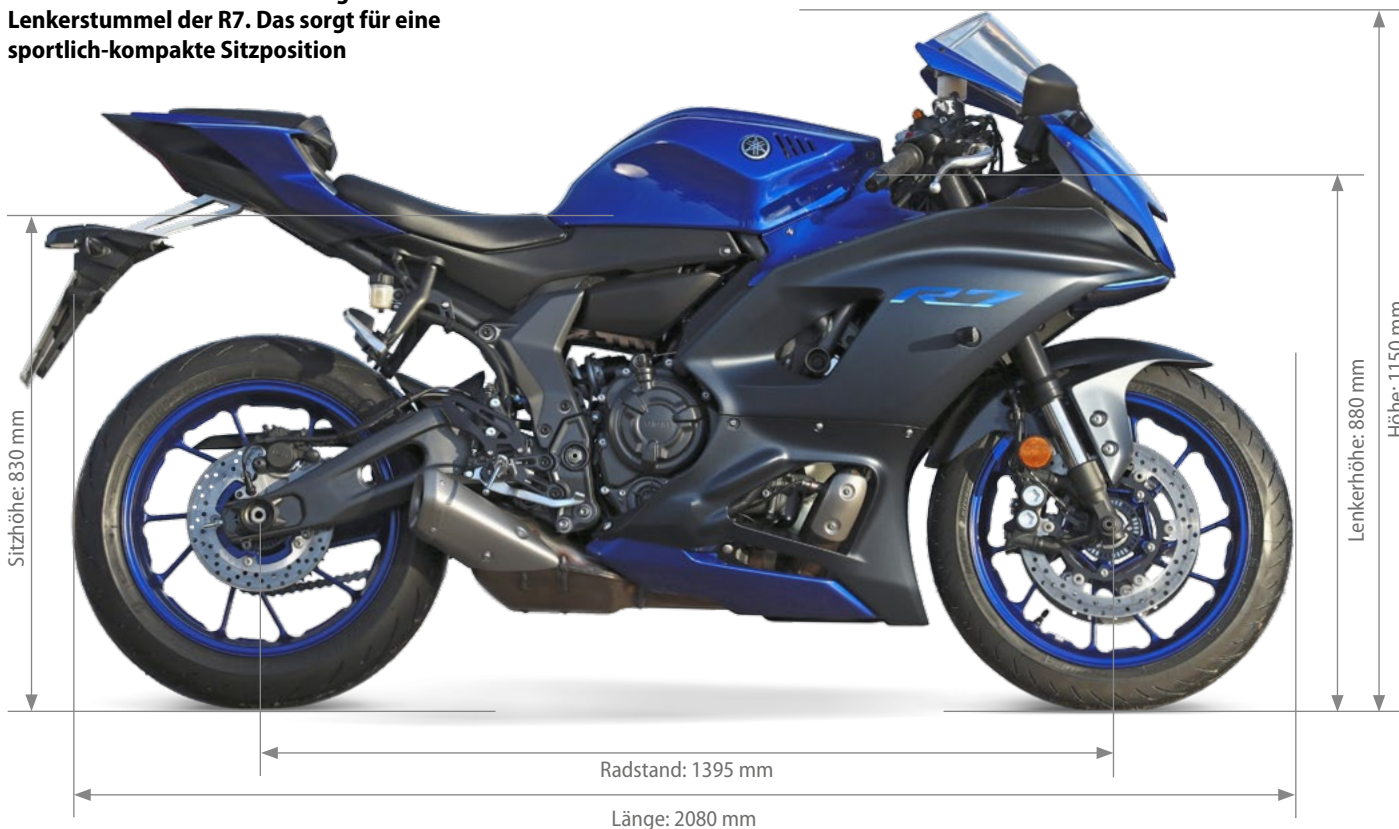 Lenkerstummel der R7. Das sorgt für eine
sportlich-kompakte Sitzposition
R7
Sitzhöhe: 830 mm
Lenkerhöhe: 880 mm
Höhe: 1150 mm
Radstand: 1395 mm
Länge: 2080 mm